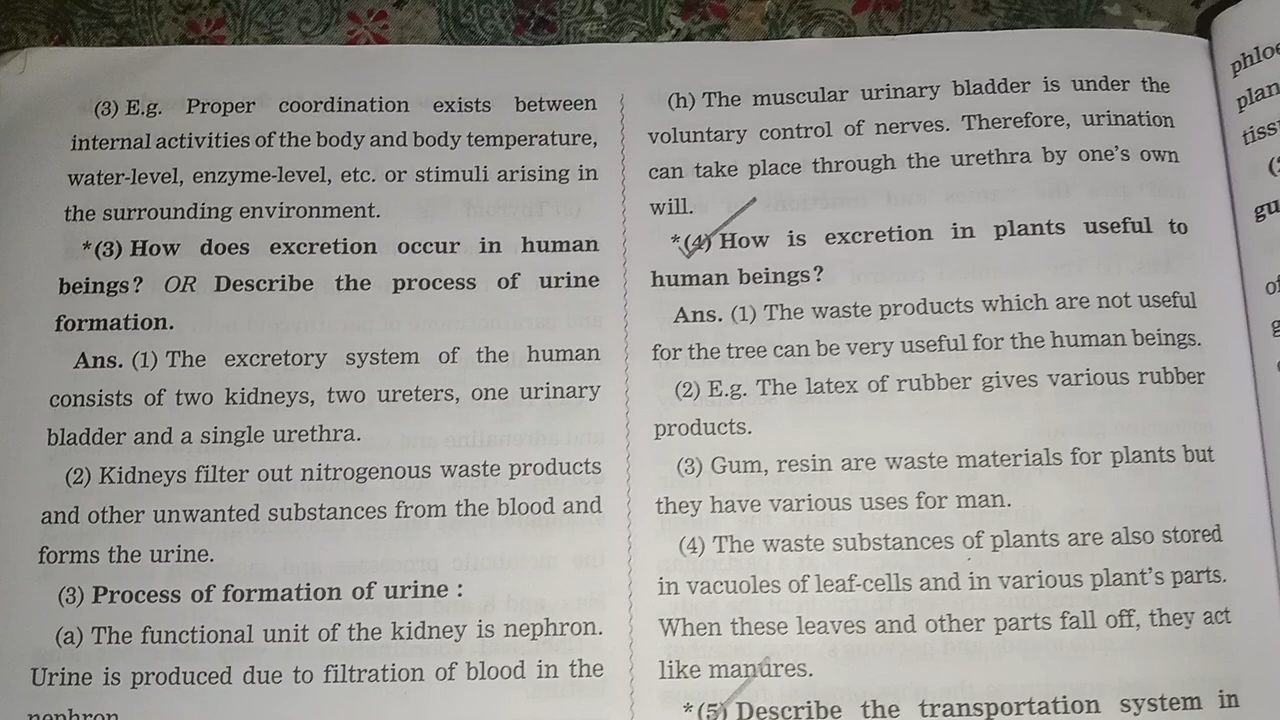 (3) E.g. Proper coordination exists between
internal activities of the body and body temperature,
water-level, enzyme-level, etc. or stimuli arising in
the surrounding environment.
*(3) How does excretion occur in human
beings? OR Describe the process of urine
formation.
Ans. (1) The excretory system of the human
consists of two kidneys, two ureters, one urinary
bladder and a single urethra.
(2) Kidneys filter out nitrogenous waste products
and other unwanted substances from the blood and
forms the urine.
(3) Process of formation of urine :
(a) The functional unit of the kidney is nephron.
Urine is produced due to filtration of blood in the
nephron
(h) The muscular urinary bladder is under the
voluntary control of nerves. Therefore, urination
can take place through the urethra by one's own
will.
*(4) How is excretion in plants useful to
human beings?
Ans. (1) The waste products which are not useful
for the tree can be very useful for the human beings.
(2) E.g. The latex of rubber gives various rubber
products.
(3) Gum, resin are waste materials for plants but
they have various uses for man.
(4) The waste substances of plants are also stored
in vacuoles of leaf-cells and in various plant's parts.
When these leaves and other parts fall off, they act
like manures.
*(5) Describe the transportation system in
phloe
plan
tiss
(
gu
of
g